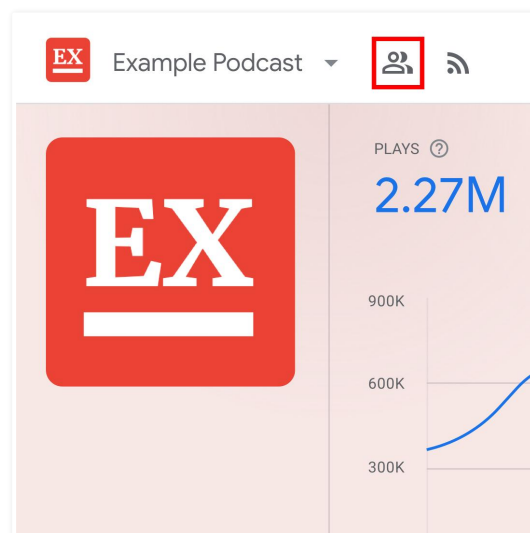 EX
Example Podcast
PLAYS
2.27M
EX
900K
600K
300K